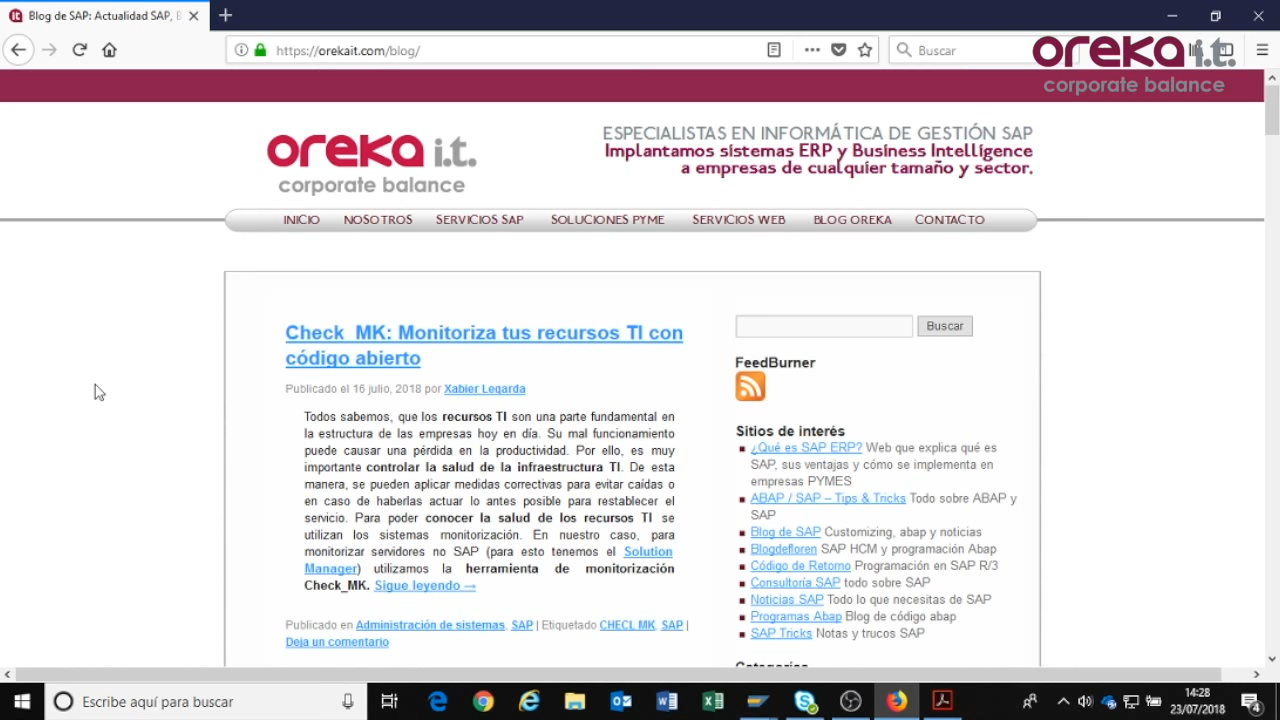 Blog de SAP: Actualidad SAP, B
https://orekait.com/blog/
Buscar
oreka i.t.
corporate balance
oreka i.t.
corporate balance
ESPECIALISTAS EN INFORMÁTICA DE GESTIÓN SAP
Implantamos sistemas ERP y Business Intelligence
a empresas de cualquier tamaño y sector.
INICIO NOSOTROS SERVICIOS SAP SOLUCIONES PYME SERVICIOS WEB BLOG OREKA CONTACTO
Check_MK: Monitoriza tus recursos TI con
código abierto
Publicado el 16 julio, 2018 por Xabier Legarda
Todos sabemos, que los recursos TI son una parte fundamental en
la estructura de las empresas hoy en día. Su mal funcionamiento
puede causar una pérdida en la productividad. Por ello, es muy
importante controlar la salud de la infraestructura TI. De esta
manera, se pueden aplicar medidas correctivas para evitar caídas o
en caso de haberlas actuar lo antes posible para restablecer el
servicio. Para poder conocer la salud de los recursos TI se
utilizan los sistemas monitorización. En nuestro caso, para
monitorizar servidores no SAP (para esto tenemos el Solution
Manager) utilizamos la herramienta de monitorización
Check_MK. Sigue leyendo →
Publicado en Administración de sistemas, SAP | Etiquetado CHECL MK, SAP |
Deja un comentario
Buscar
FeedBurner
Sitios de interés
¿Qué es SAP ERP? Web que explica qué es
SAP, sus ventajas y cómo se implementa en
empresas PYMES
ABAP / SAP – Tips & Tricks Todo sobre ABAP y
SAP
Blog de SAP Customizing, abap y noticias
Blogdefloren SAP HCM y programación Abap
Código de Retorno Programación en SAP R/3
Consultoría SAP todo sobre SAP
Noticias SAP Todo lo que necesitas de SAP
Programas Abap Blog de código abap
SAP Tricks Notas y trucos SAP
Categorías
Escribe aquí para buscar
14:28
23/07/2018
4